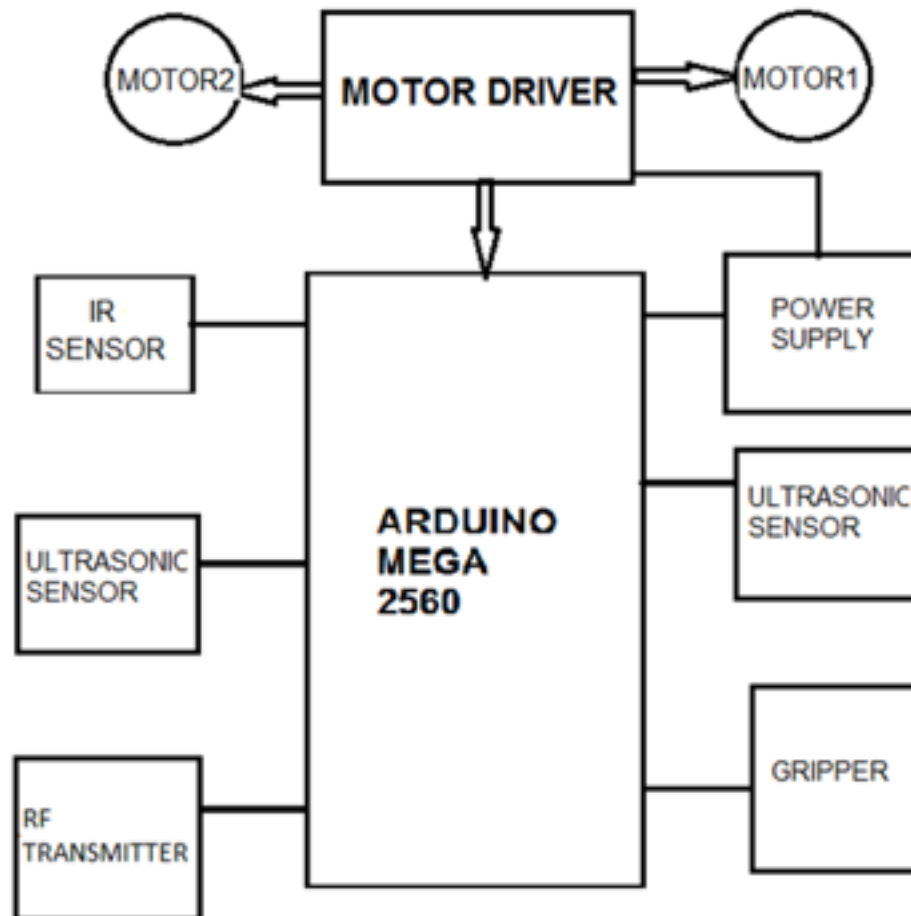 MOTOR2
MOTOR DRIVER
MOTOR1
IR
SENSOR
POWER
SUPPLY
ARDUINO
MEGA
2560
ULTRASONIC
SENSOR
ULTRASONIC
SENSOR
RF
TRANSMITTER
GRIPPER